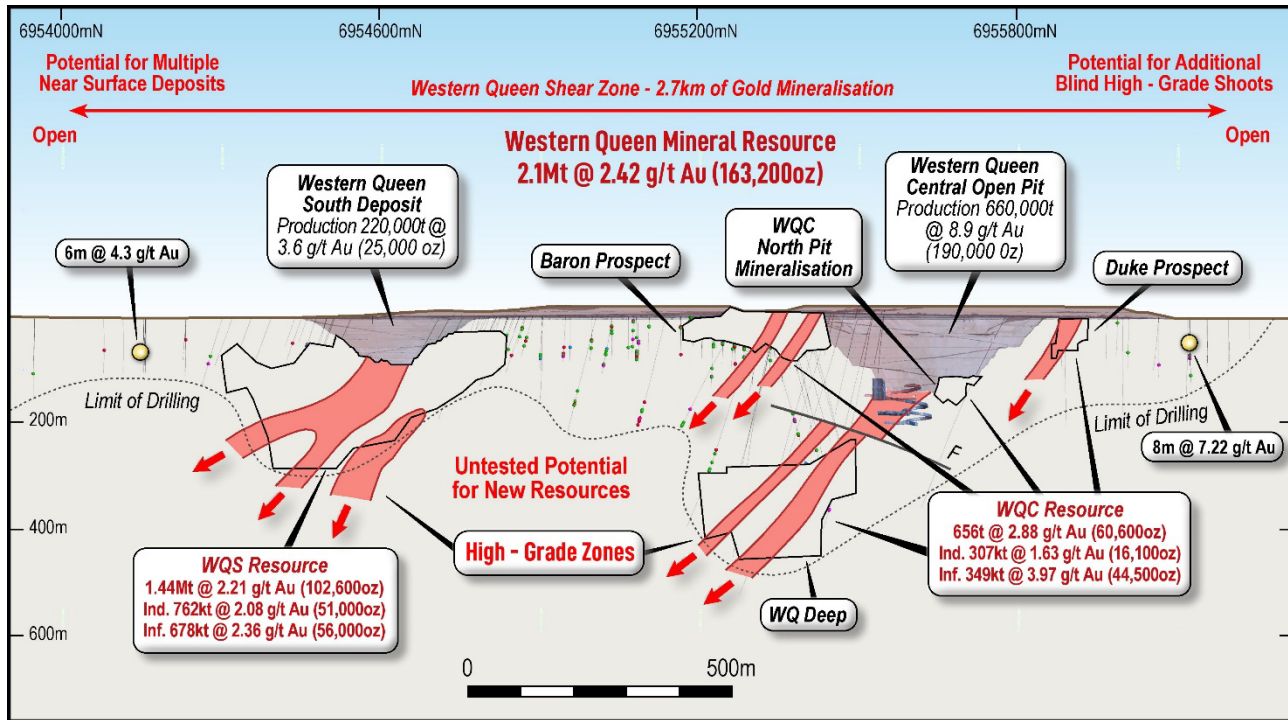 6954000mN
6954600mN
6955200mN
6955800mN
Potential for Multiple
Near Surface Deposits
Western Queen Shear Zone - 2.7km of Gold Mineralisation
Potential for Additional
Blind High - Grade Shoots
Open
Open
Western Queen Mineral Resource
2.1Mt @ 2.42 g/t Au (163,200oz)
Western Queen
South Deposit
Production 220,000t @
3.6 g/t Au (25,000 oz)
Western Queen
Central Open Pit
Production 660,000t
@ 8.9 g/t Au
(190,000 0z)
WQC
North Pit
Mineralisation
6m @ 4.3 g/t Au
Baron Prospect
Duke Prospect
Limit of Drilling
Limit of Drilling
200m
8m @ 7.22 g/t Au
F
Untested Potential
for New Resources
400m
High - Grade Zones
WQS Resource
1.44Mt @ 2.21 g/t Au (102,600oz)
Ind. 762kt @ 2.08 g/t Au (51,000oz)
Inf. 678kt @ 2.36 g/t Au (56,000oz)
WQC Resource
656t @ 2.88 g/t Au (60,600oz)
Ind. 307kt @ 1.63 g/t Au (16,100oz)
Inf. 349kt @ 3.97 g/t Au (44,500oz)
WQ Deep
600m
0
500m